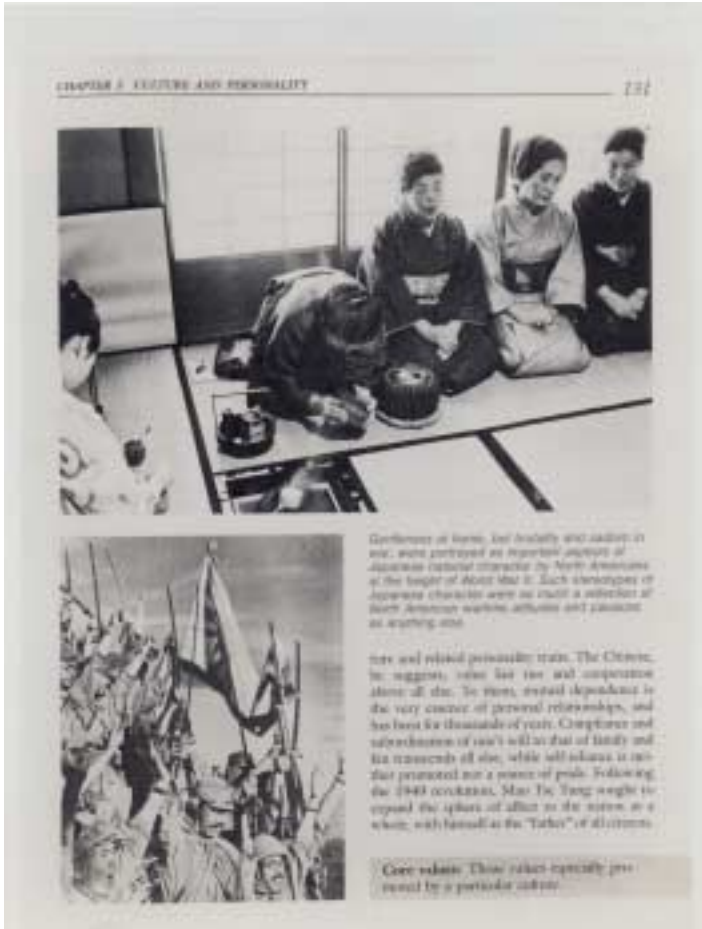 CHAPTER 5 CULTURE AND PERSONALITY 131
Gentleness at home, but brutality and sadism in
war, were portrayed as important aspects of
Japanese national character by North Americans
at the height of World War II. Such stereotypes of
Japanese character were as much a reflection of
North American wartime attitudes and passions
as anything else.
ture and related personality traits. The Chinese,
he suggests, value kin ties and cooperation
above all else. To them, mutual dependence is
the very essence of personal relationships, and
has been for thousands of years. Compliance and
subordination of one's will to that of family and
kin transcends all else, while self-reliance is nei-
ther promoted nor a source of pride. Following
the 1949 revolution, Mao Tse Tung sought to
expand the sphere of affect to the nation as a
whole, with himself as the "father" of all citizens.
Core values: Those values especially pro-
moted by a particular culture.